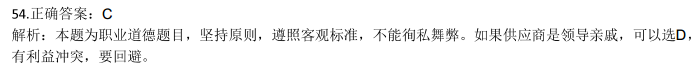 54.正确答案：C
解析：本题为职业道德题目，坚持原则，遵照客观标准，不能徇私舞弊。如果供应商是领导亲戚，可以选D，
有利益冲突，要回避。